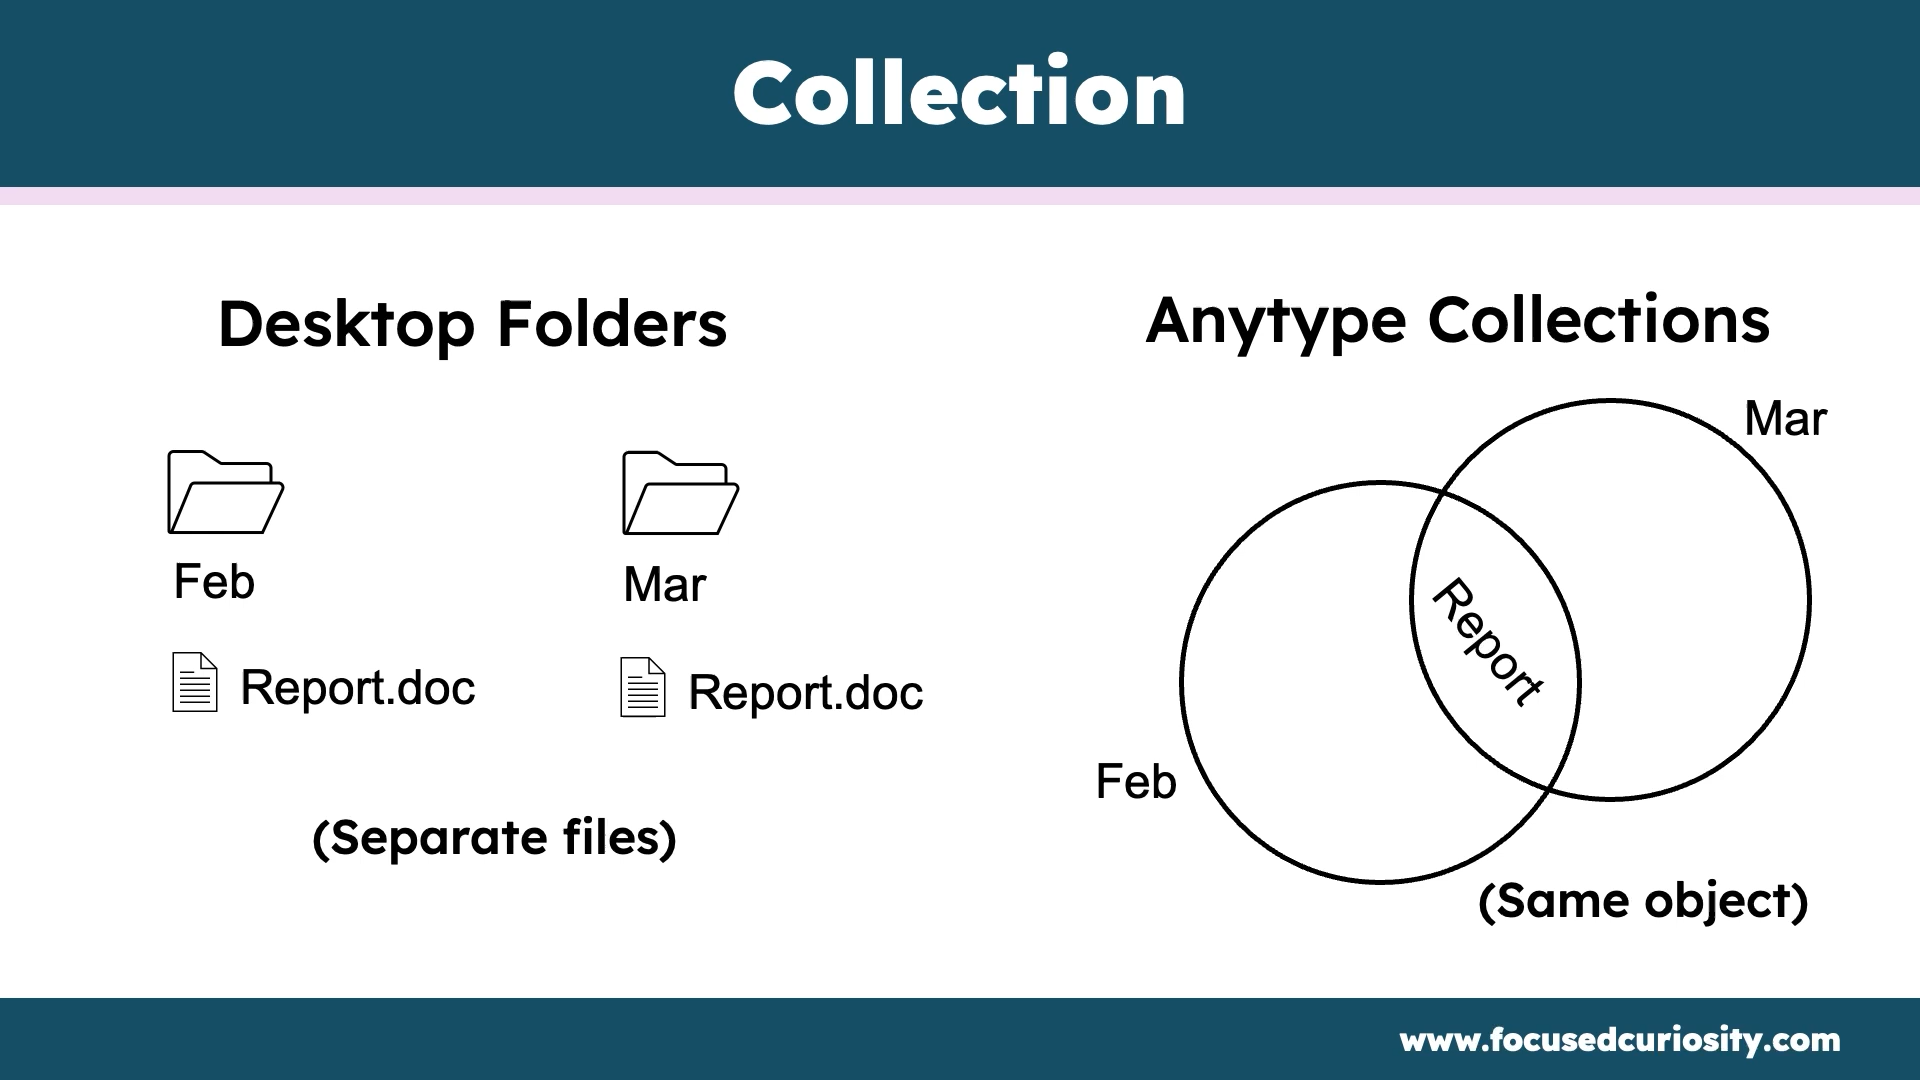 Collection
Desktop Folders
Feb
Report.doc
Mar
Report.doc
(Separate files)
Anytype Collections
Mar
Report
Feb
(Same object)
www.focusedcuriosity.com